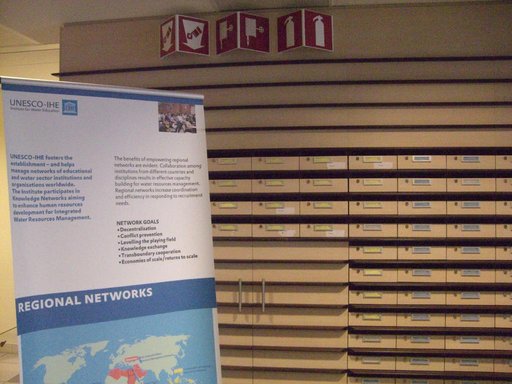 UNESCO-IHE
Institute for Water Education
UNESCO-IHE fosters the
establishment – and helps
manage networks of educational
and water sector institutions and
organisations worldwide.
The Institute participates in
Knowledge Networks aiming
to enhance human resources
development for Integrated
Water Resources Management.
The benefits of empowering regional
networks are evident. Collaboration among
institutions from different countries and
disciplines results in effective capacity
building for water resources management.
Regional networks increase coordination
and efficiency in responding to recruitment
needs.
NETWORK GOALS
• Decentralisation
• Conflict prevention
• Levelling the playing field
• Knowledge exchange
• Transboundary cooperation
• Economies of scale/returns to scale
REGIONAL NETWORKS